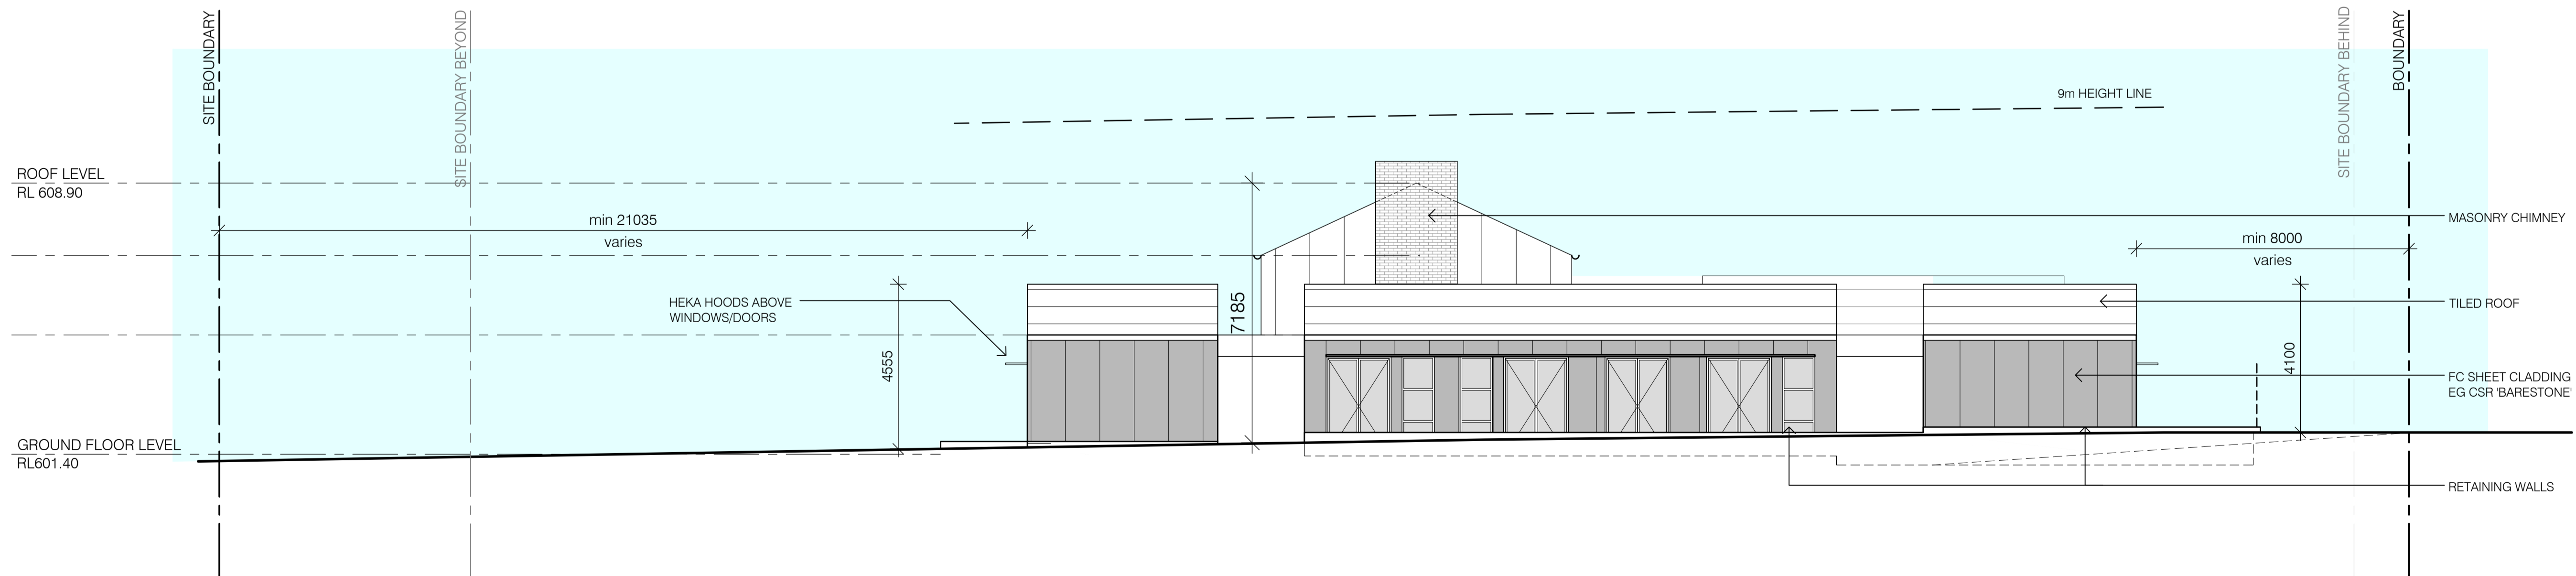 SITE BOUNDARY
SITE BOUNDARY BEYOND
SITE BOUNDARY BEHIND
BOUNDARY
9m HEIGHT LINE
ROOF LEVEL
RL 608.90
min 21035
varies
MASONRY CHIMNEY
min 8000
varies
HEKA HOODS ABOVE
WINDOWS/DOORS
7185
TILED ROOF
4555
4100
FC SHEET CLADDING
EG CSR 'BARESTONE'
GROUND FLOOR LEVEL
RL601.40
RETAINING WALLS